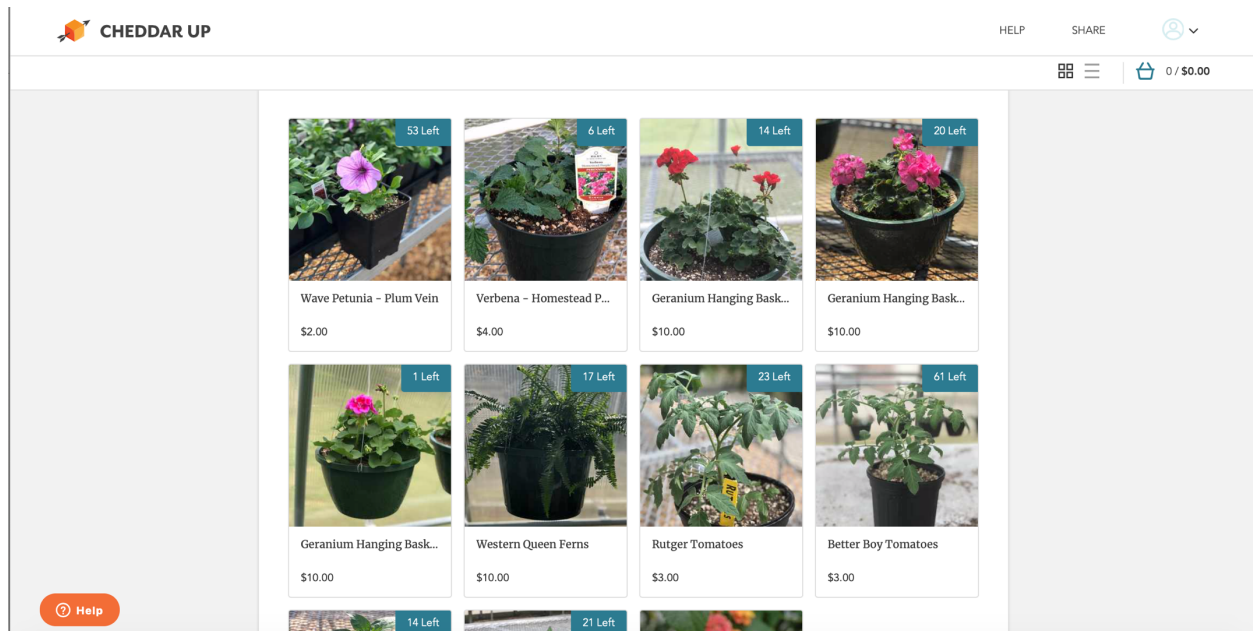 CHEDDAR UP
HELP
SHARE
0 / $0.00
53 Left
6 Left
14 Left
20 Left
Wave Petunia - Plum Vein
Verbena - Homestead P...
Geranium Hanging Bask...
Geranium Hanging Bask...
$2.00
$4.00
$10.00
$10.00
1 Left
17 Left
23 Left
61 Left
Geranium Hanging Bask...
Western Queen Ferns
Rutger Tomatoes
Better Boy Tomatoes
$10.00
$10.00
$3.00
$3.00
Help
14 Left
21 Left